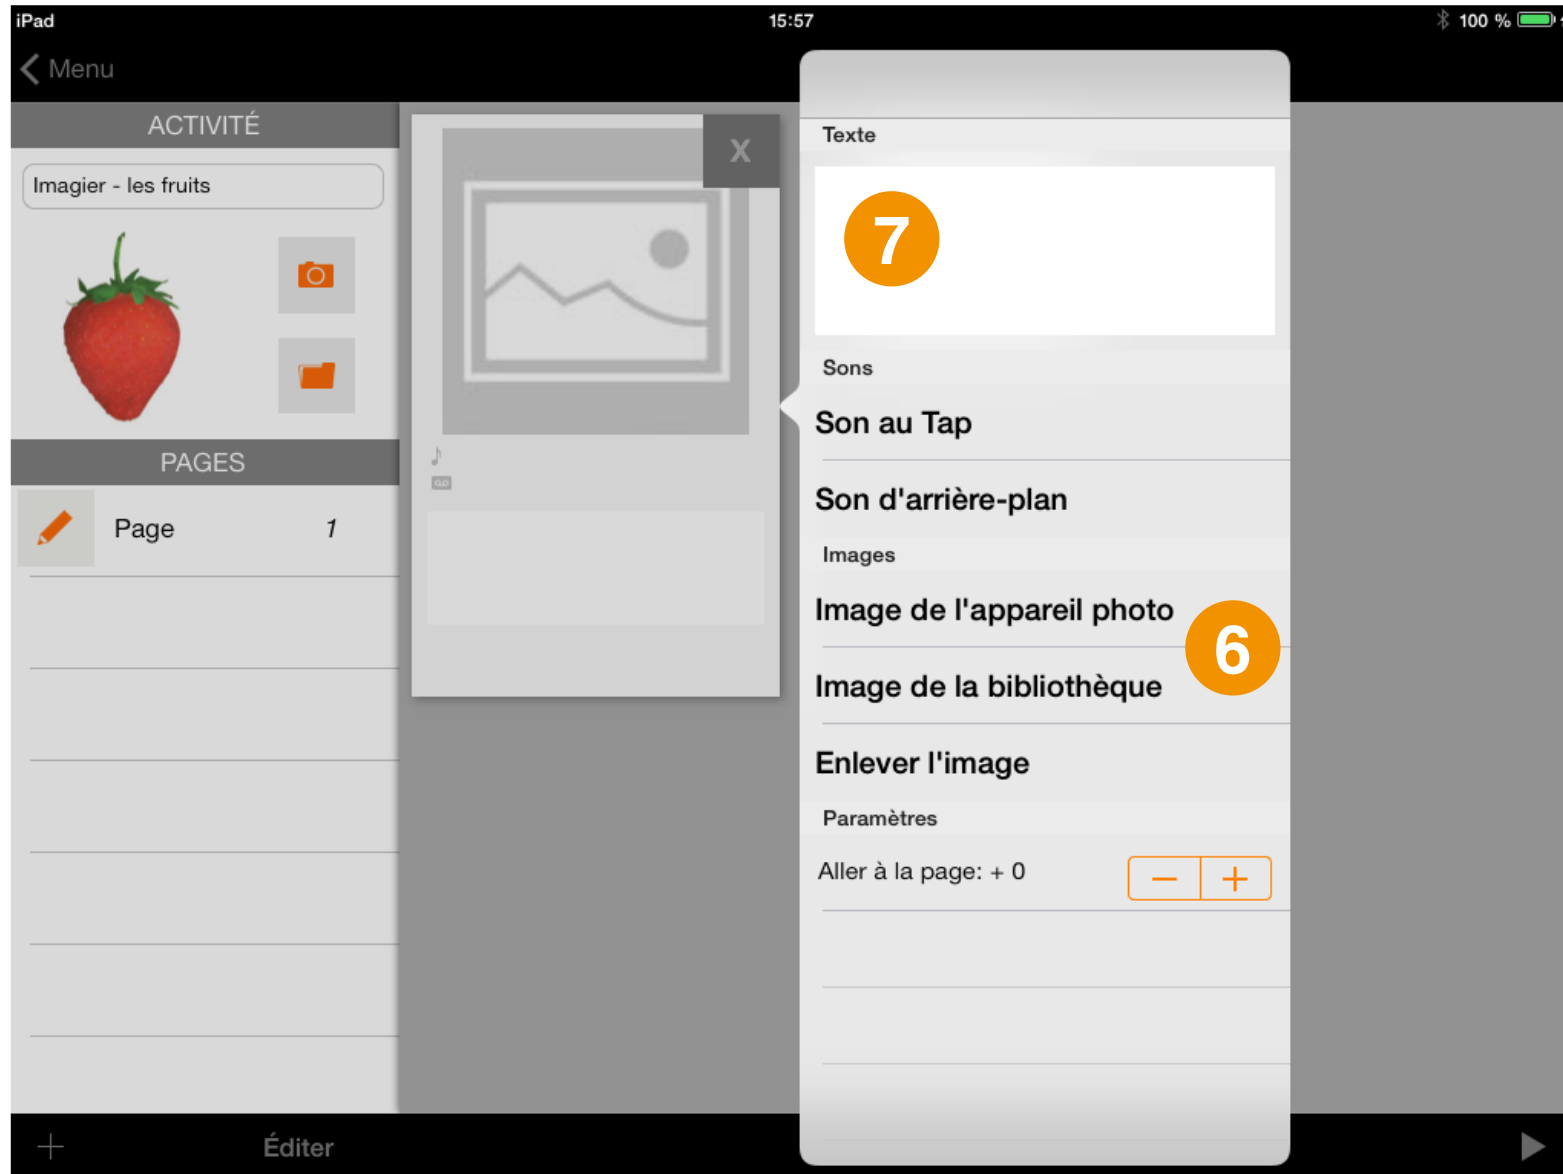 iPad 15:57 100 %
Menu
ACTIVITÉ
Imagier - les fruits
PAGES
Page 1
X
Texte
7
Sons
Son au Tap
Son d'arrière-plan
Images
Image de l'appareil photo
6
Image de la bibliothèque
Enlever l'image
Paramètres
Aller à la page: + 0
− +
+ Éditer